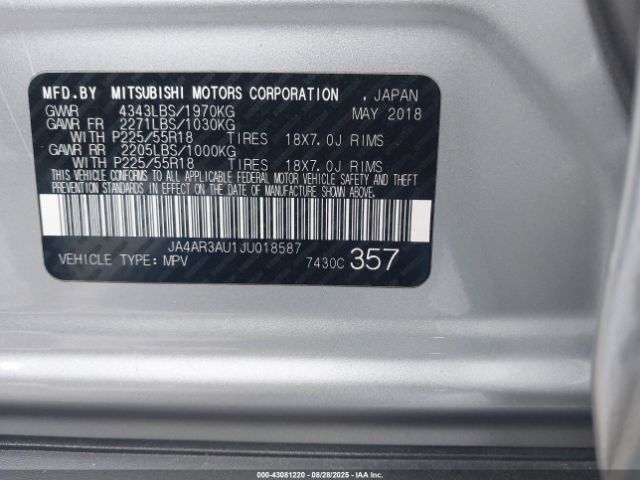 MFD.BY MITSUBISHI MOTORS CORPORATION . JAPAN
GVWR 4343LBS/1970KG MAY 2018
GAWR FR 2271LBS/1030KG
WITH P225/55R18 TIRES 18X7.0J RIMS
GAWR RR 2205LBS/1000KG
WITH P225/55R18 TIRES 18X7.0J RIMS
THIS VEHICLE CONFORMS TO ALL APPLICABLE FEDERAL MOTOR VEHICLE SAFETY AND THEFT
PREVENTION STANDARDS IN EFFECT ON THE DATE OF MANUFACTURE SHOWN ABOVE.
JA4AR3AU1JU018587
VEHICLE TYPE: MPV 7430C 357
000-43081220 - 08/28/2025 - IAAI